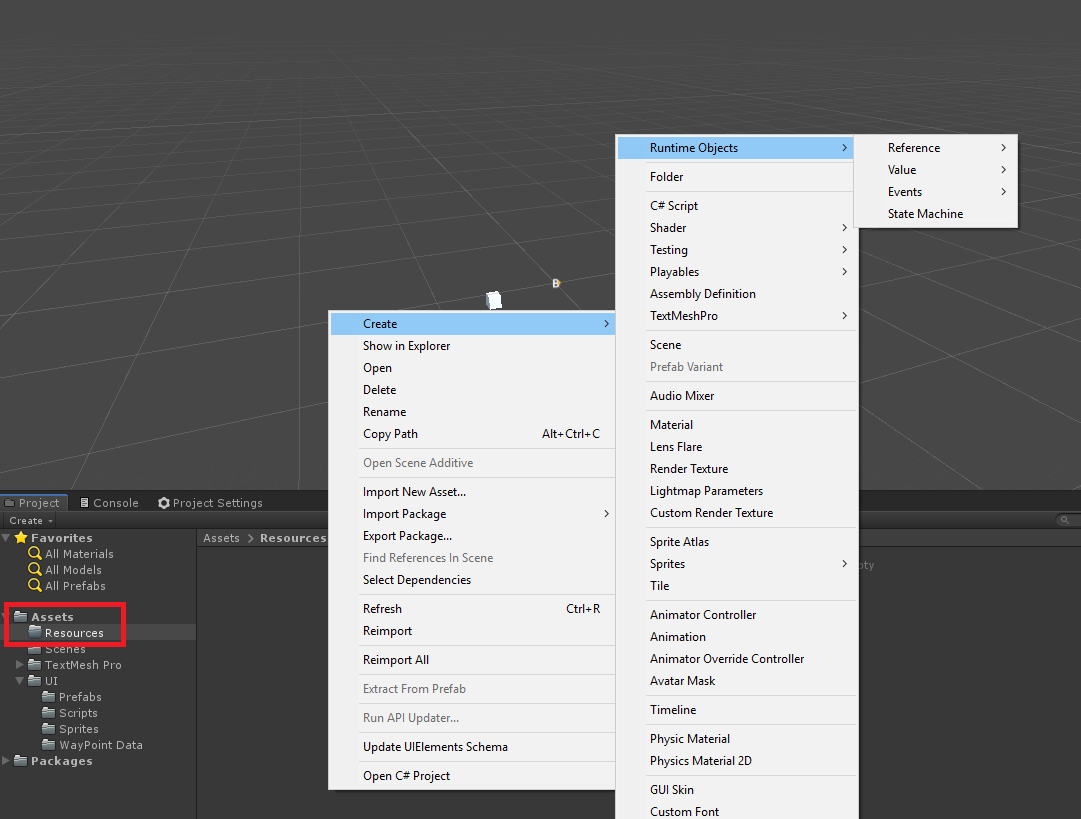 Runtime Objects
Folder
C# Script
Shader
Testing
Playables
Assembly Definition
TextMeshPro
Scene
Prefab Variant
Audio Mixer
Material
Lens Flare
Render Texture
Lightmap Parameters
Custom Render Texture
Sprite Atlas
Sprites
Tile
Animator Controller
Animation
Animator Override Controller
Avatar Mask
Timeline
Physic Material
Physics Material 2D
GUI Skin
Custom Font
Reference
Value
Events
State Machine
Create
Show in Explorer
Open
Delete
Rename
Copy Path Alt+Ctrl+C
Open Scene Additive
Import New Asset...
Import Package
Export Package...
Find References In Scene
Select Dependencies
Refresh Ctrl+R
Reimport
Reimport All
Extract From Prefab
Run API Updater...
Update UIElements Schema
Open C# Project
Project Console Project Settings
Create
Favorites
All Materials
All Models
All Prefabs
Assets
Resources
Scenes
TextMesh Pro
UI
Prefabs
Scripts
Sprites
WayPoint Data
Packages
Assets > Resources